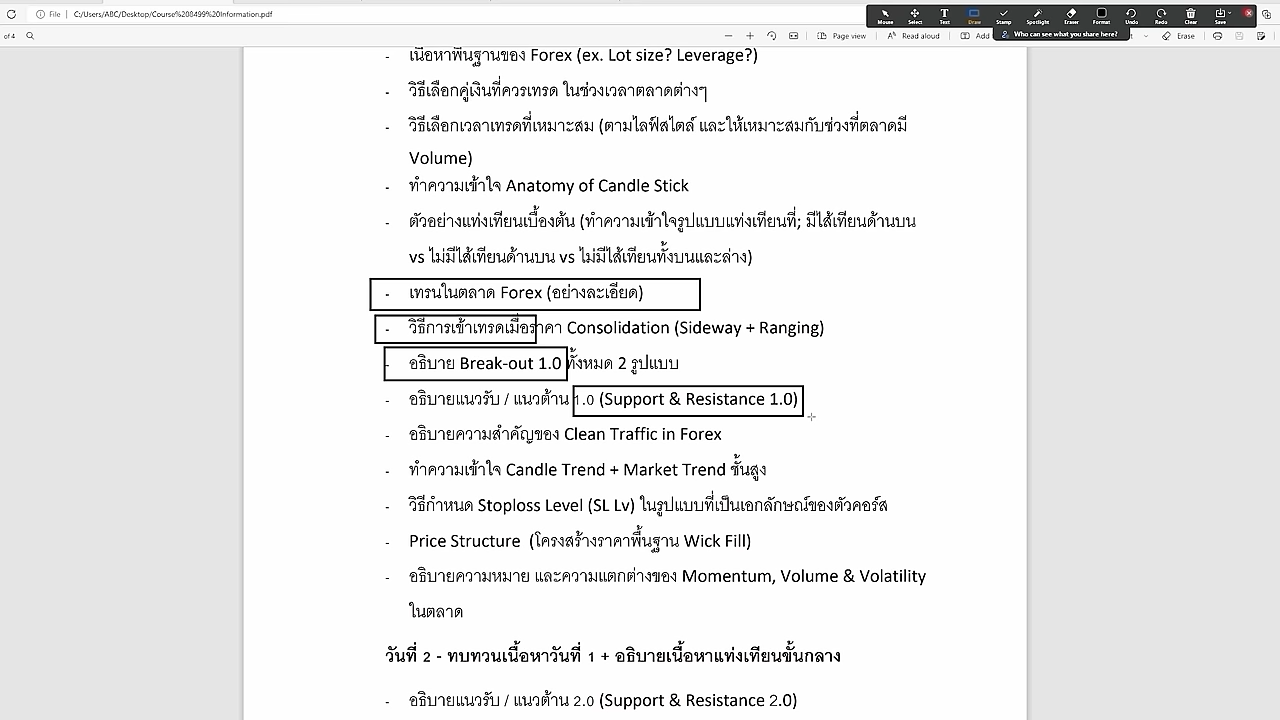 File
C:/Users/ABC/Desktop/Course%208499%20Information.pdf
Mouse Select Text Draw Stamp Spotlight Eraser Format Undo Redo Clear Save
Who can see what you share here?
of 4
Page view
Read aloud
Add
Erase
- เนื้อหาพื้นฐานของ Forex (ex. Lot size? Leverage?)
- วิธีเลือกคู่เงินที่ควรเทรด ในช่วงเวลาตลาดต่างๆ
- วิธีเลือกเวลาเทรดที่เหมาะสม (ตามไลฟ์สไตล์ และให้เหมาะสมกับช่วงที่ตลาดมี
Volume)
- ทำความเข้าใจ Anatomy of Candle Stick
- ตัวอย่างแท่งเทียนเบื้องต้น (ทำความเข้าใจรูปแบบแท่งเทียนที่; มีไส้เทียนด้านบน
vs ไม่มีไส้เทียนด้านบน vs ไม่มีไส้เทียนทั้งบนและล่าง)
- เทรนในตลาด Forex (อย่างละเอียด)
- วิธีการเข้าเทรดเมื่อราคา Consolidation (Sideway + Ranging)
- อธิบาย Break-out 1.0 ทั้งหมด 2 รูปแบบ
- อธิบายแนวรับ / แนวต้าน 1.0 (Support & Resistance 1.0)
- อธิบายความสำคัญของ Clean Traffic in Forex
- ทำความเข้าใจ Candle Trend + Market Trend ชั้นสูง
- วิธีกำหนด Stoploss Level (SL Lv) ในรูปแบบที่เป็นเอกลักษณ์ของตัวคอร์ส
- Price Structure (โครงสร้างราคาพื้นฐาน Wick Fill)
- อธิบายความหมาย และความแตกต่างของ Momentum, Volume & Volatility
ในตลาด
วันที่ 2 - ทบทวนเนื้อหาวันที่ 1 + อธิบายเนื้อหาแท่งเทียนขั้นกลาง
- อธิบายแนวรับ / แนวต้าน 2.0 (Support & Resistance 2.0)